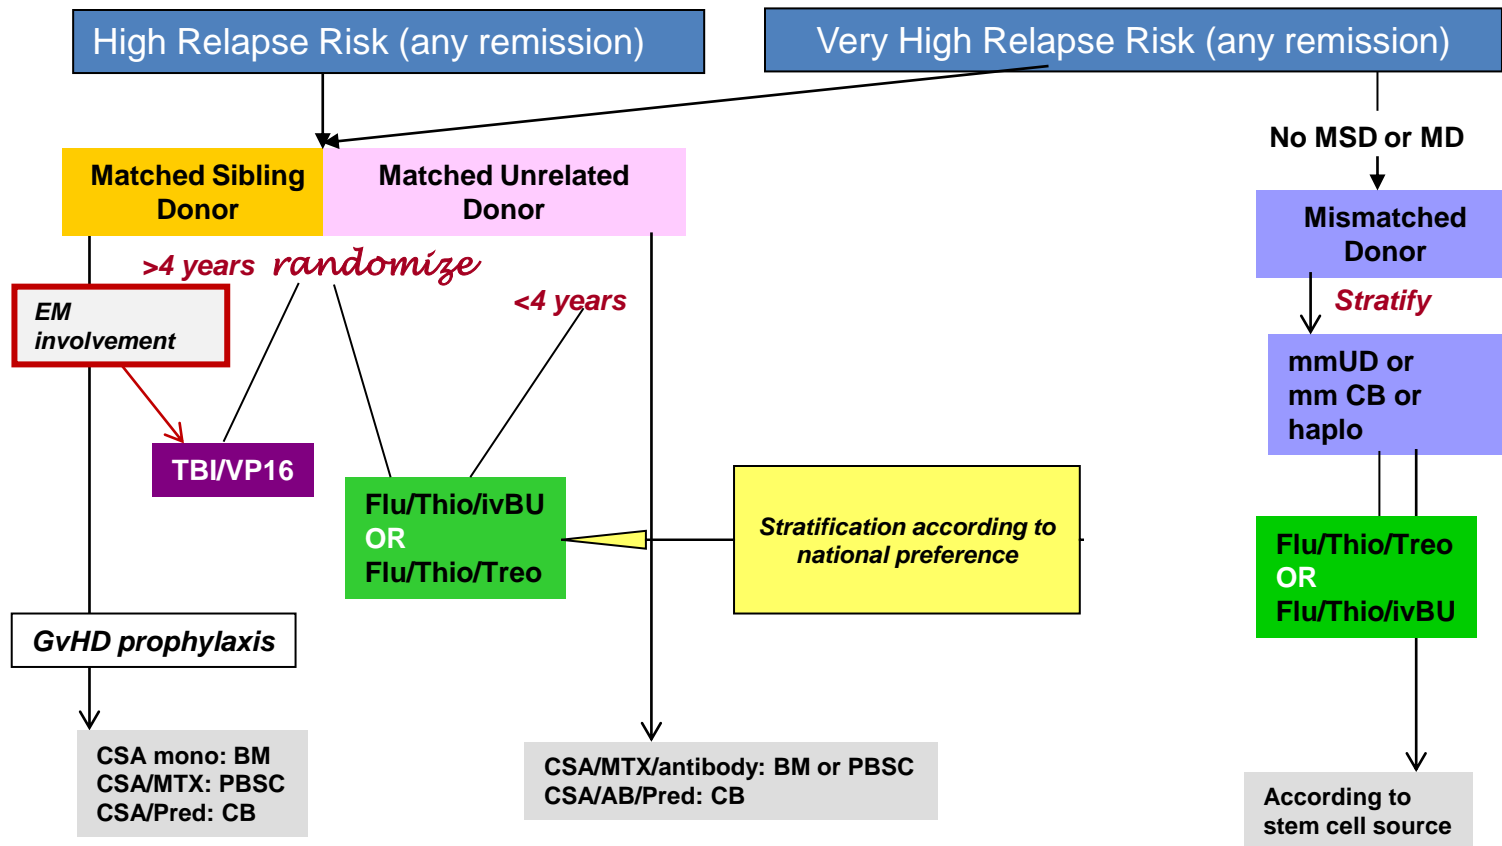 High Relapse Risk (any remission)
Very High Relapse Risk (any remission)
No MSD or MD
Matched Sibling
Donor
Matched Unrelated
Donor
Mismatched
Donor
>4 years randomize
<4 years
Stratify
EM
involvement
mmUD or
mm CB or
haplo
TBI/VP16
Flu/Thio/ivBU
OR
Flu/Thio/Treo
Stratification according to
national preference
Flu/Thio/Treo
OR
Flu/Thio/ivBU
GvHD prophylaxis
CSA mono: BM
CSA/MTX: PBSC
CSA/Pred: CB
CSA/MTX/antibody: BM or PBSC
CSA/AB/Pred: CB
According to
stem cell source